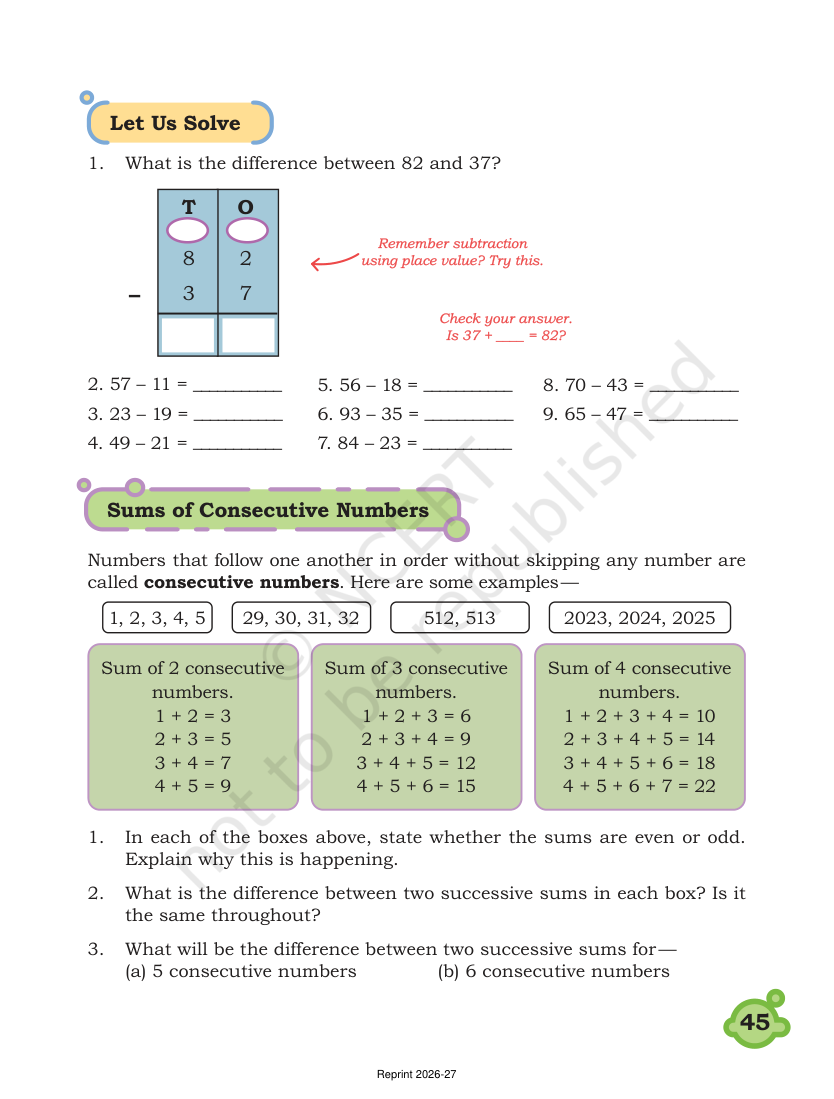 Let Us Solve
1. What is the difference between 82 and 37?
T O
8 2
– 3 7
Remember subtraction
using place value? Try this.
Check your answer.
Is 37 + ____ = 82?
2. 57 – 11 = ___________ 5. 56 – 18 = ___________ 8. 70 – 43 = ___________
3. 23 – 19 = ___________ 6. 93 – 35 = ___________ 9. 65 – 47 = ___________
4. 49 – 21 = ___________ 7. 84 – 23 = ___________
Sums of Consecutive Numbers
Numbers that follow one another in order without skipping any number are
called consecutive numbers. Here are some examples—
1, 2, 3, 4, 5 29, 30, 31, 32 512, 513 2023, 2024, 2025
Sum of 2 consecutive
numbers.
1 + 2 = 3
2 + 3 = 5
3 + 4 = 7
4 + 5 = 9
Sum of 3 consecutive
numbers.
1 + 2 + 3 = 6
2 + 3 + 4 = 9
3 + 4 + 5 = 12
4 + 5 + 6 = 15
Sum of 4 consecutive
numbers.
1 + 2 + 3 + 4 = 10
2 + 3 + 4 + 5 = 14
3 + 4 + 5 + 6 = 18
4 + 5 + 6 + 7 = 22
1. In each of the boxes above, state whether the sums are even or odd.
Explain why this is happening.
2. What is the difference between two successive sums in each box? Is it
the same throughout?
3. What will be the difference between two successive sums for—
(a) 5 consecutive numbers (b) 6 consecutive numbers
45
Reprint 2026-27
© NCERT
not to be republished